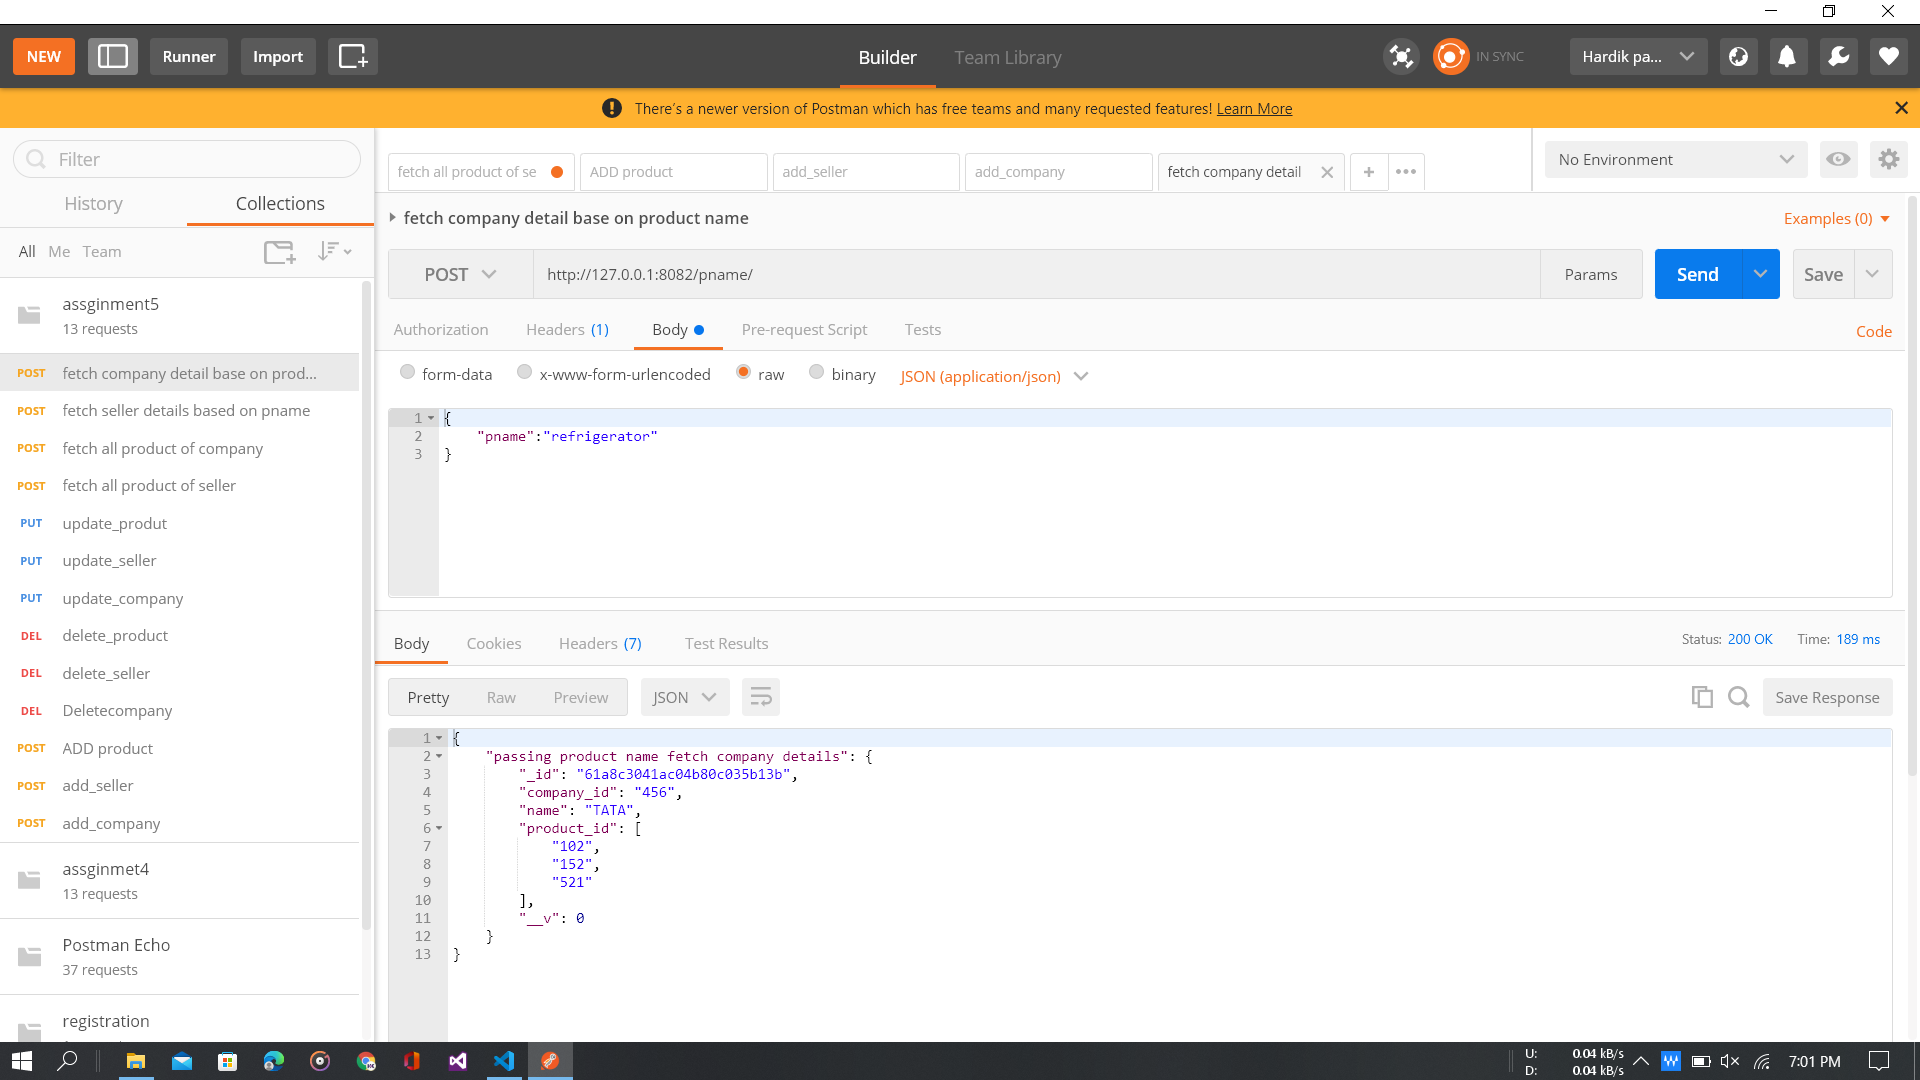 NEW
Runner
Import
Builder
Team Library
IN SYNC
Hardik pa...
There's a newer version of Postman which has free teams and many requested features! Learn More
Filter
History
Collections
All Me Team
assginment5
13 requests
POST fetch company detail base on prod...
POST fetch seller details based on pname
POST fetch all product of company
POST fetch all product of seller
PUT update_produt
PUT update_seller
PUT update_company
DEL delete_product
DEL delete_seller
DEL Deletecompany
POST ADD product
POST add_seller
POST add_company
assginmet4
13 requests
Postman Echo
37 requests
registration
fetch all product of se
ADD product
add_seller
add_company
fetch company detail
No Environment
fetch company detail base on product name
Examples (0)
POST
http://127.0.0.1:8082/pname/
Params
Send
Save
Authorization
Headers (1)
Body
Pre-request Script
Tests
Code
form-data
x-www-form-urlencoded
raw
binary
JSON (application/json)
1 {
2 "pname":"refrigerator"
3 }
Body
Cookies
Headers (7)
Test Results
Status: 200 OK
Time: 189 ms
Pretty
Raw
Preview
JSON
Save Response
1 {
2 "passing product name fetch company details": {
3 "_id": "61a8c3041ac04b80c035b13b",
4 "company_id": "456",
5 "name": "TATA",
6 "product_id": [
7 "102",
8 "152",
9 "521"
10 ],
11 "__v": 0
12 }
13 }
U: 0.04 kB/s
D: 0.04 kB/s
7:01 PM